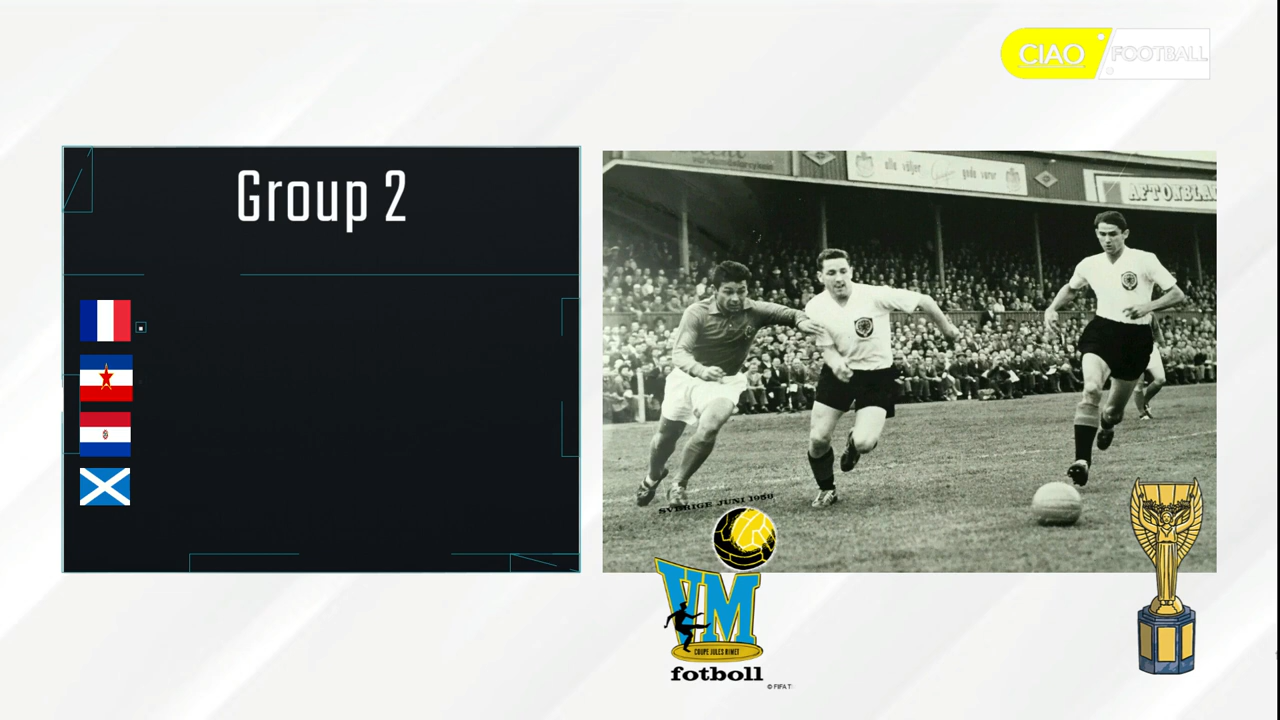 CIAO FOOTBALL
Group 2
alla väljer
goda varor
AFTONBLA
SVERIGE JUNI 1958
VM
COUPE JULES RIMET
fotboll
© FIFA T